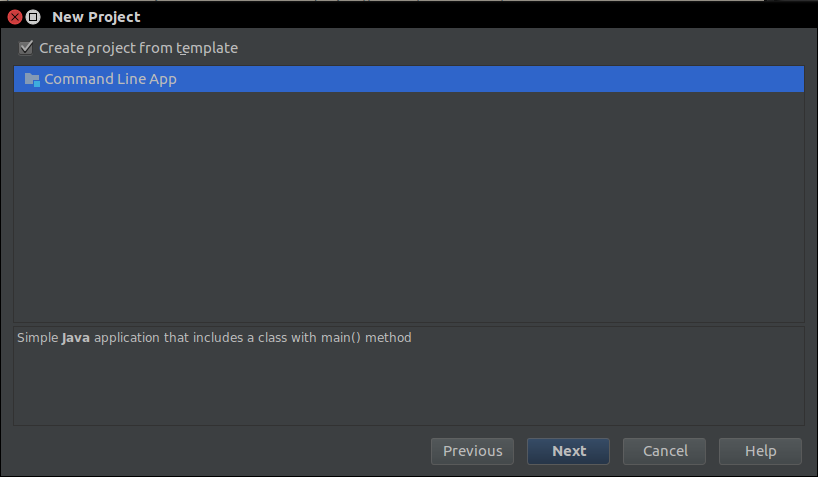 New Project
Create project from template
Command Line App
Simple Java application that includes a class with main() method
Previous Next Cancel Help